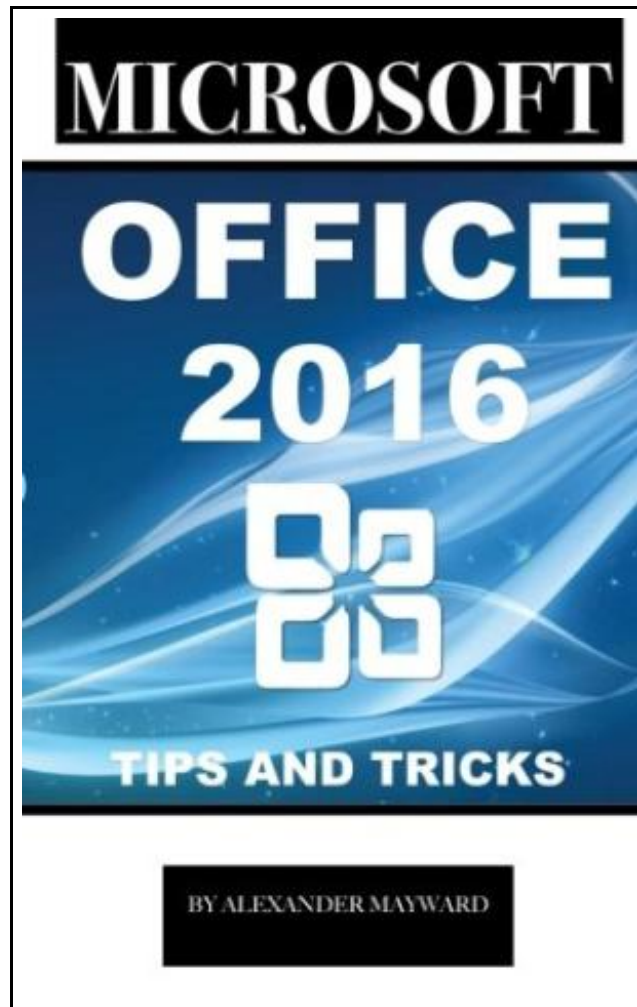 MICROSOFT
OFFICE
2016
TIPS AND TRICKS
BY ALEXANDER MAYWARD